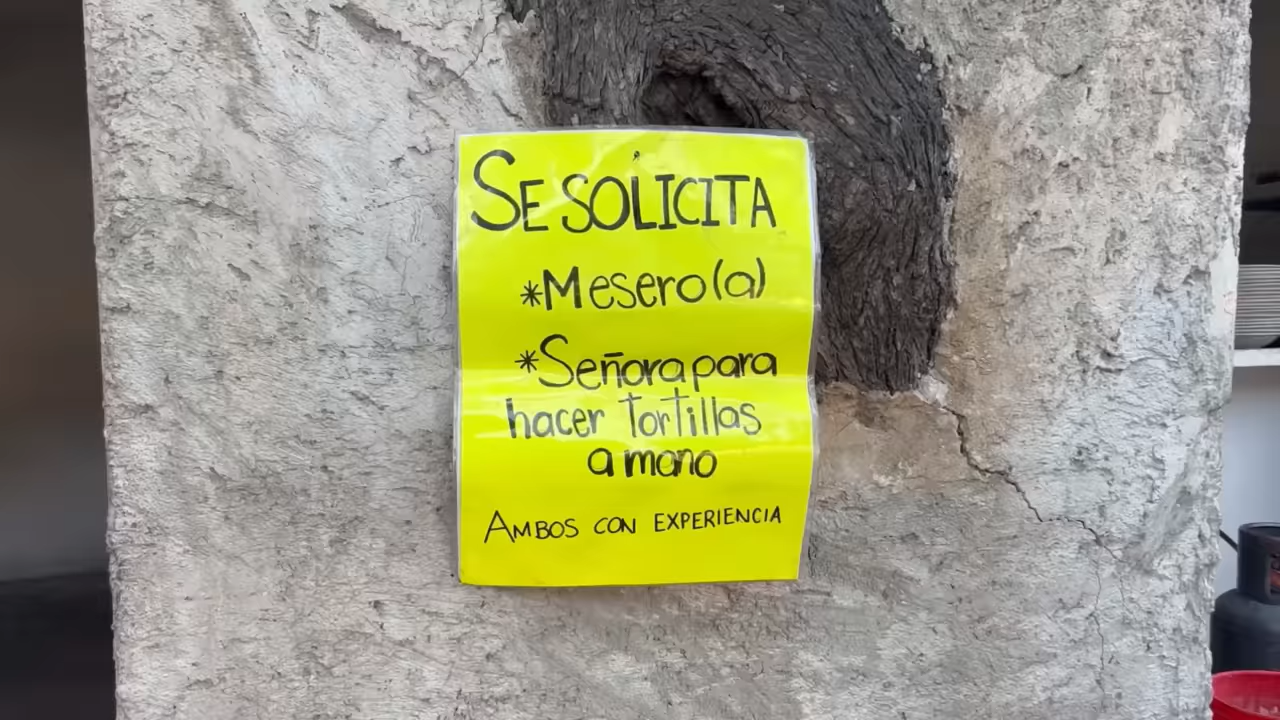 SE SOLICITA
*Mesero(a)
*Señora para
hacer tortillas
a mano
AMBOS CON EXPERIENCIA